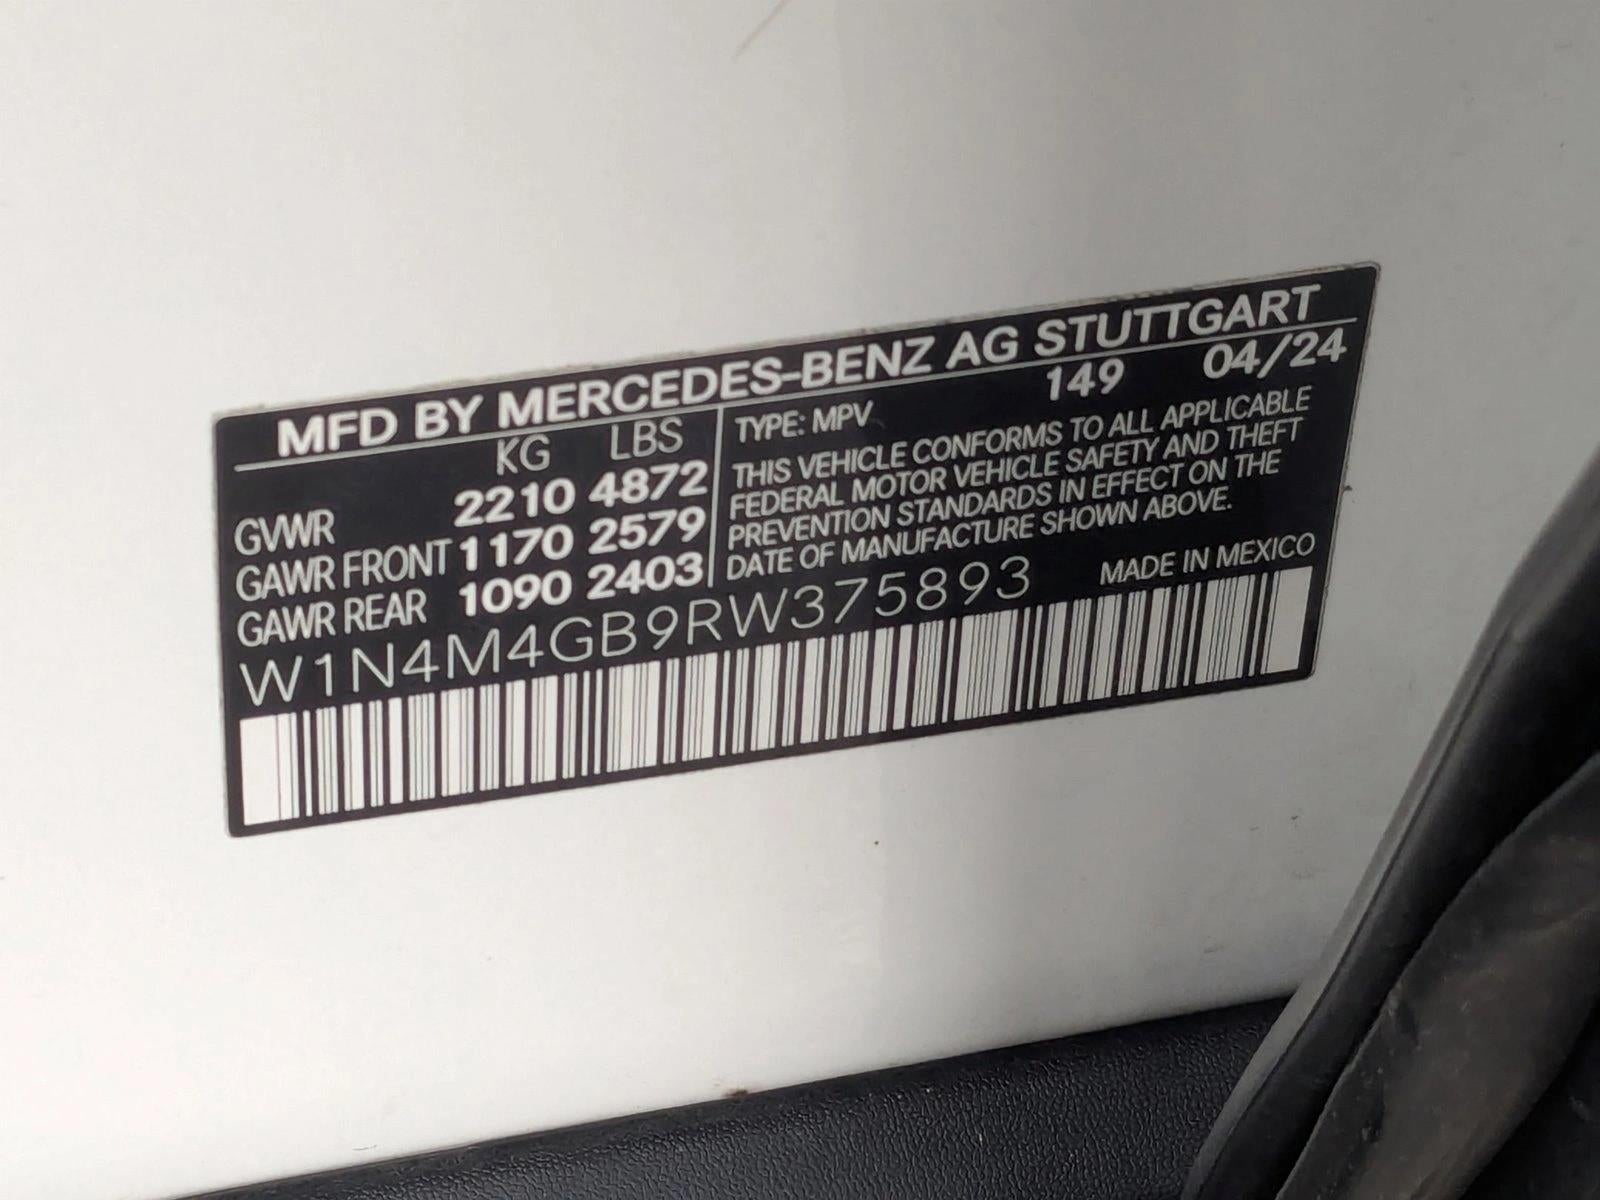 MFD BY MERCEDES-BENZ AG STUTTGART
KG LBS
GVWR 2210 4872
GAWR FRONT 1170 2579
GAWR REAR 1090 2403
149 04/24
TYPE: MPV
THIS VEHICLE CONFORMS TO ALL APPLICABLE
FEDERAL MOTOR VEHICLE SAFETY AND THEFT
PREVENTION STANDARDS IN EFFECT ON THE
DATE OF MANUFACTURE SHOWN ABOVE.
W1N4M4GB9RW375893
MADE IN MEXICO